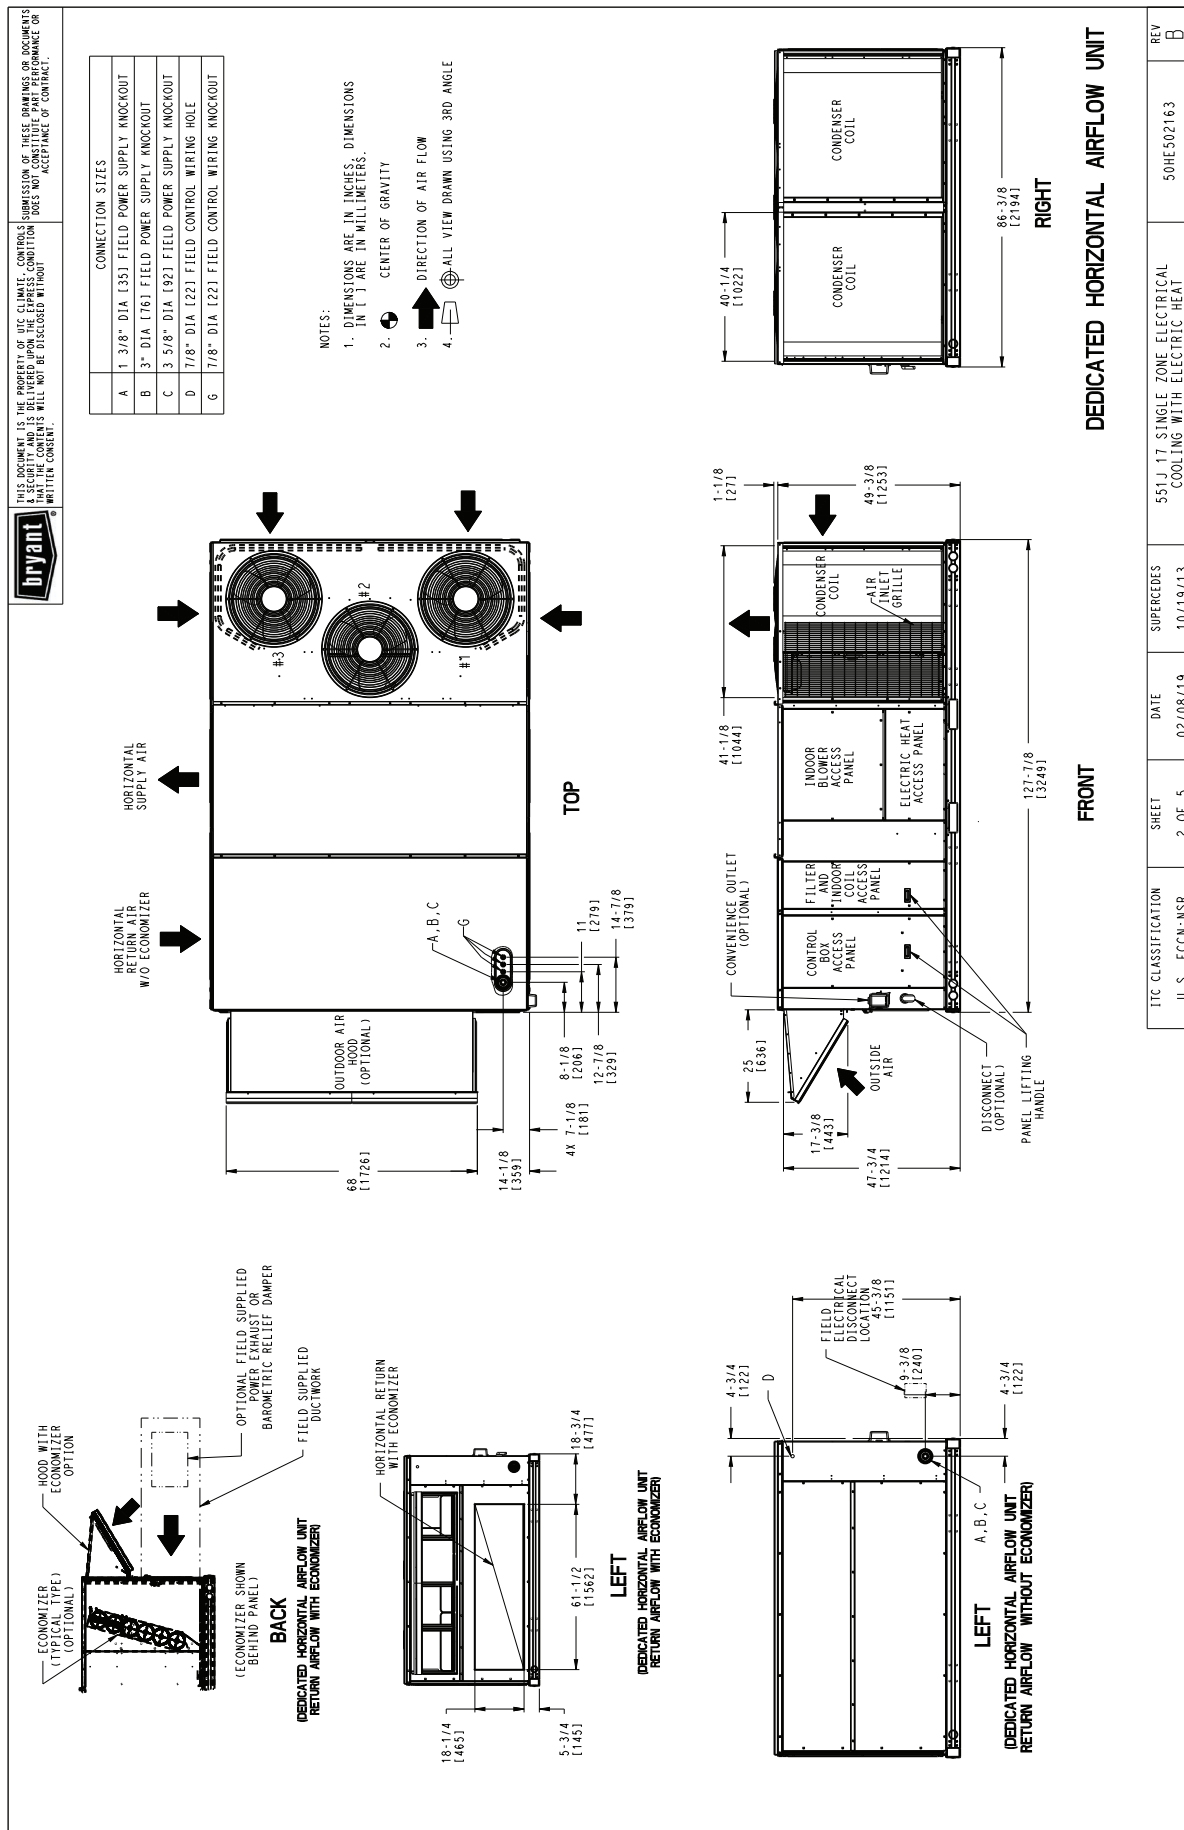 bryant
®
THIS DOCUMENT IS THE PROPERTY OF UTC CLIMATE, CONTROLS
& SECURITY AND IS DELIVERED UPON THE EXPRESS CONDITION
THAT THE CONTENTS WILL NOT BE DISCLOSED WITHOUT
WRITTEN CONSENT.
SUBMISSION OF THESE DRAWINGS OR DOCUMENTS
DOES NOT CONSTITUTE PART PERFORMANCE OR
ACCEPTANCE OF CONTRACT.
CONNECTION SIZES
A 1 3/8" DIA [35] FIELD POWER SUPPLY KNOCKOUT
B 3" DIA [76] FIELD POWER SUPPLY KNOCKOUT
C 3 5/8" DIA [92] FIELD POWER SUPPLY KNOCKOUT
D 7/8" DIA [22] FIELD CONTROL WIRING HOLE
G 7/8" DIA [22] FIELD CONTROL WIRING KNOCKOUT
NOTES:
1. DIMENSIONS ARE IN INCHES, DIMENSIONS
IN [ ] ARE IN MILLIMETERS.
2. CENTER OF GRAVITY
3. DIRECTION OF AIR FLOW
4. ALL VIEW DRAWN USING 3RD ANGLE
HOOD WITH
ECONOMIZER
OPTION
ECONOMIZER
(TYPICAL TYPE)
(OPTIONAL)
OPTIONAL FIELD SUPPLIED
POWER EXHAUST OR
BAROMETRIC RELIEF DAMPER
FIELD SUPPLIED
DUCTWORK
(ECONOMIZER SHOWN
BEHIND PANEL)
BACK
(DEDICATED HORIZONTAL AIRFLOW UNIT
RETURN AIRFLOW WITH ECONOMIZER)
HORIZONTAL
RETURN AIR
W/O ECONOMIZER
HORIZONTAL
SUPPLY AIR
OUTDOOR AIR
HOOD
(OPTIONAL)
A,B,C
G
#3
#2
#1
68
[1726]
14-1/8
[359]
4X 7-1/8
[181]
8-1/8
[206]
12-7/8
[329]
11
[279]
14-7/8
[379]
TOP
HORIZONTAL RETURN
WITH ECONOMIZER
18-1/4
[465]
5-3/4
[145]
61-1/2
[1562]
18-3/4
[477]
LEFT
(DEDICATED HORIZONTAL AIRFLOW UNIT
RETURN AIRFLOW WITH ECONOMIZER)
4-3/4
[122]
D
FIELD
ELECTRICAL
DISCONNECT
LOCATION
45-3/8
[1151]
9-3/8
[240]
4-3/4
[122]
A,B,C
LEFT
(DEDICATED HORIZONTAL AIRFLOW UNIT
RETURN AIRFLOW WITHOUT ECONOMIZER)
CONVENIENCE OUTLET
(OPTIONAL)
41-1/8
[1044]
1-1/8
[27]
49-3/8
[1253]
25
[636]
17-3/8
[443]
47-3/4
[1214]
OUTSIDE
AIR
DISCONNECT
(OPTIONAL)
PANEL LIFTING
HANDLE
CONTROL
BOX
ACCESS
PANEL
FILTER
AND
INDOOR
COIL
ACCESS
PANEL
INDOOR
BLOWER
ACCESS
PANEL
ELECTRIC HEAT
ACCESS PANEL
CONDENSER
COIL
AIR
INLET
GRILLE
127-7/8
[3249]
FRONT
40-1/4
[1022]
CONDENSER
COIL
CONDENSER
COIL
86-3/8
[2194]
RIGHT
DEDICATED HORIZONTAL AIRFLOW UNIT
ITC CLASSIFICATION
U.S. ECCN:NSR
SHEET
2 OF 5
DATE
02/08/19
SUPERCEDES
10/19/13
551J 17 SINGLE ZONE ELECTRICAL
COOLING WITH ELECTRIC HEAT
50HE502163
REV
B